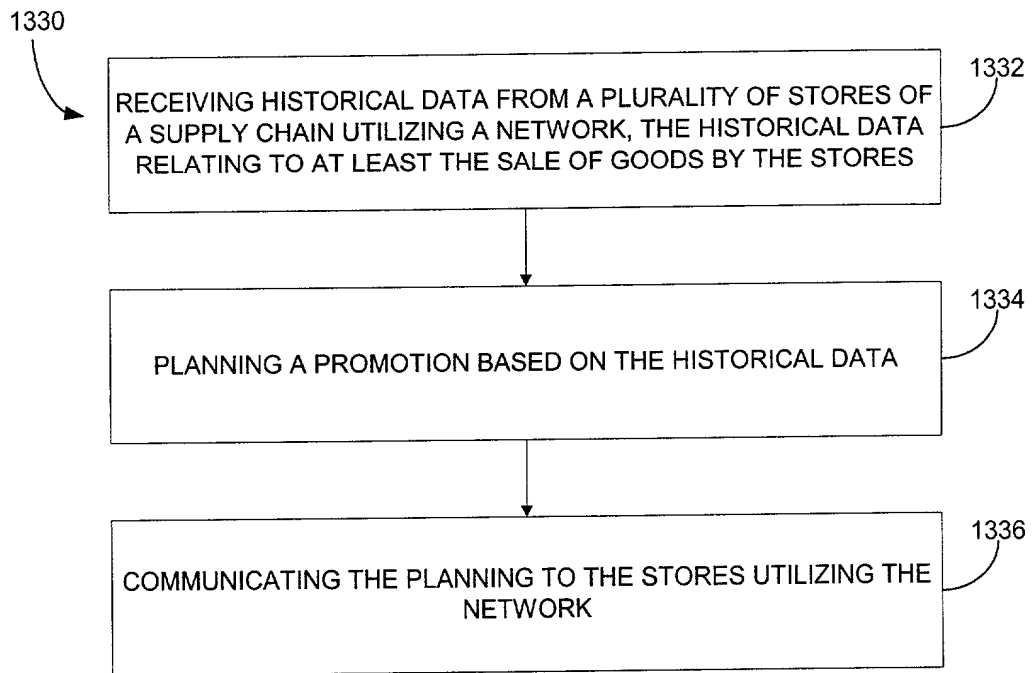 1330
1332
RECEIVING HISTORICAL DATA FROM A PLURALITY OF STORES OF
A SUPPLY CHAIN UTILIZING A NETWORK, THE HISTORICAL DATA
RELATING TO AT LEAST THE SALE OF GOODS BY THE STORES
1334
PLANNING A PROMOTION BASED ON THE HISTORICAL DATA
1336
COMMUNICATING THE PLANNING TO THE STORES UTILIZING THE
NETWORK